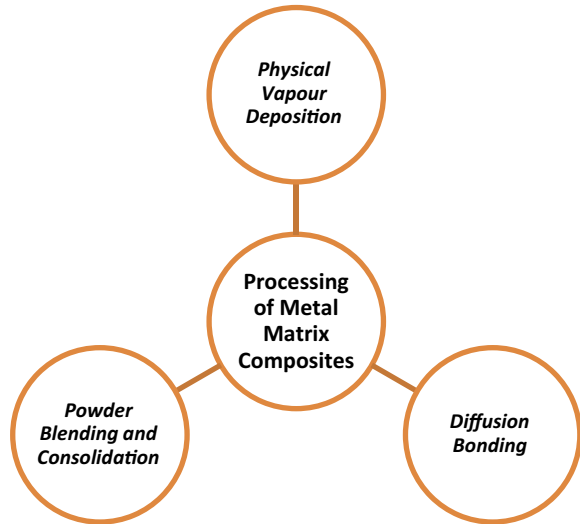 Physical
Vapour
Deposition
Processing
of Metal
Matrix
Composites
Powder
Blending and
Consolidation
Diffusion
Bonding